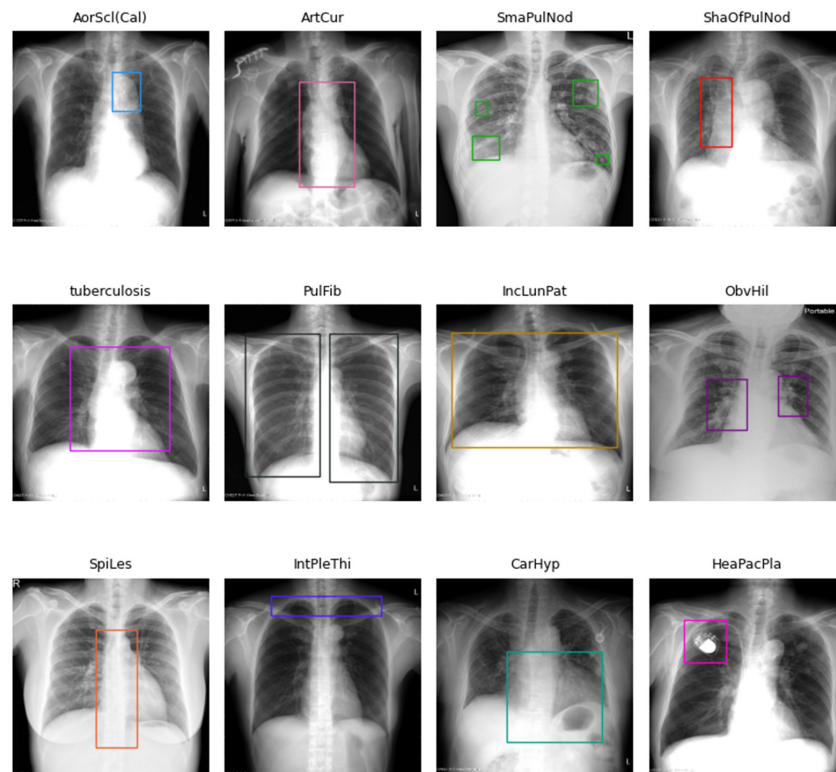 AorScl(Cal) ArtCur SmaPulNod ShaOfPulNod
L
L L L
tuberculosis PulFib IncLunPat ObvHil
Portable
L L L
SpiLes IntPleThi CarHyp HeaPacPla
R
L
L